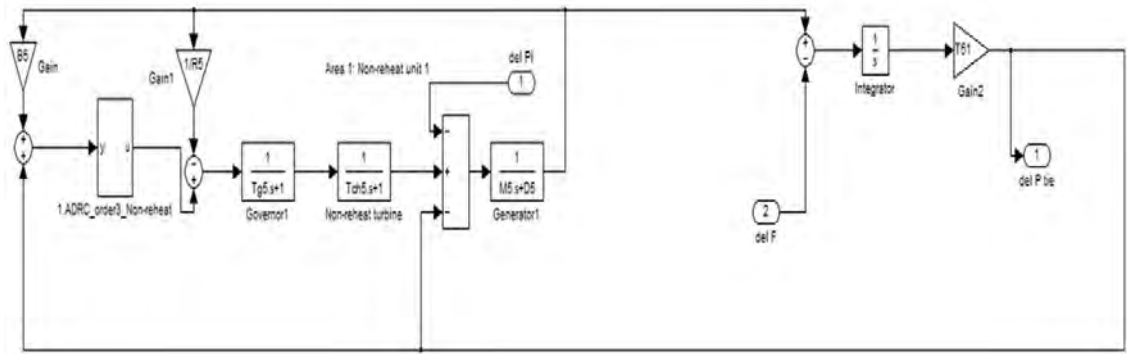 B5
Gain
1/R5
Gain1
Area 1: Non-reheat unit 1
del Pl
1
+
+
y
u
1.ADRC_order3_Non-reheat
-
+
1
Tg5.s+1
Governor1
1
Tch5.s+1
Non-reheat turbine
-
+
-
1
M5.s+D5
Generator1
+
-
1
s
Integrator
T51
Gain2
1
del P tie
2
del F